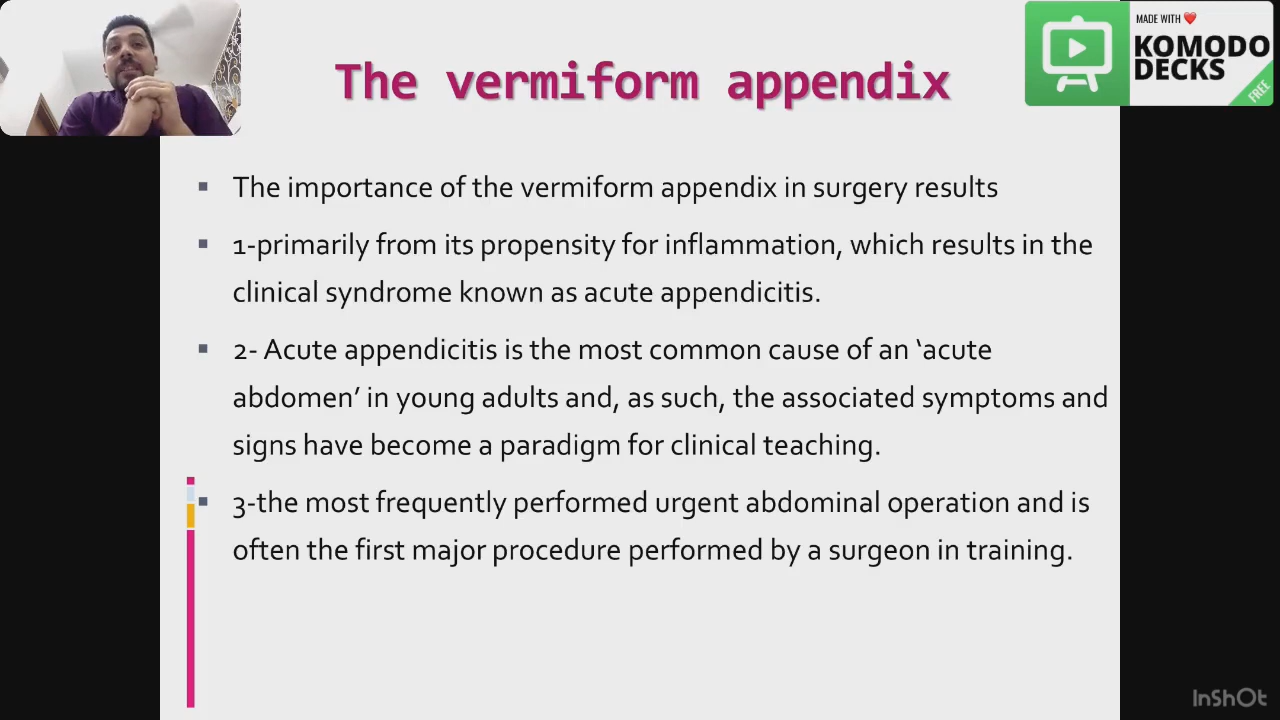 The vermiform appendix
MADE WITH ❤️
KOMODO
DECKS
FREE
▪ The importance of the vermiform appendix in surgery results
▪ 1-primarily from its propensity for inflammation, which results in the
clinical syndrome known as acute appendicitis.
▪ 2- Acute appendicitis is the most common cause of an ‘acute
abdomen’ in young adults and, as such, the associated symptoms and
signs have become a paradigm for clinical teaching.
▪ 3-the most frequently performed urgent abdominal operation and is
often the first major procedure performed by a surgeon in training.
InShOt